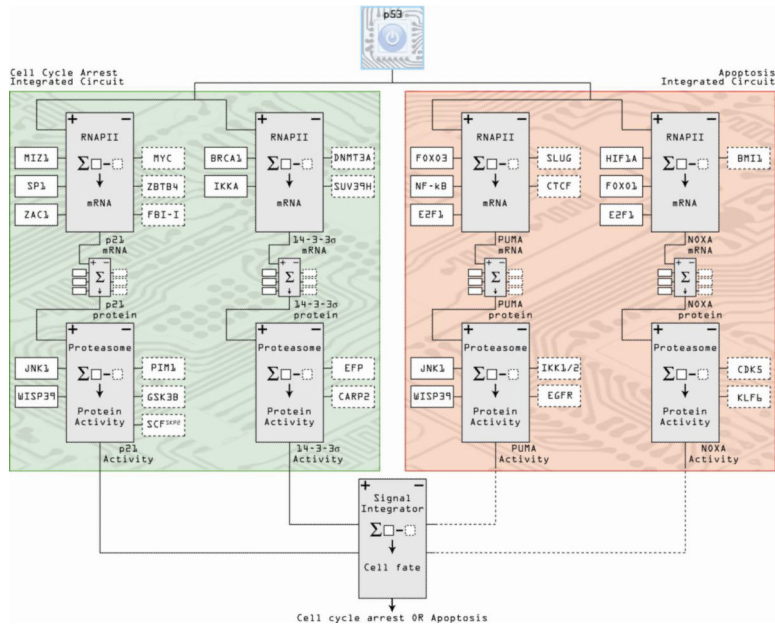 p53
Cell Cycle Arrest
Integrated Circuit
Apoptosis
Integrated Circuit
+ −
RNAPII
Σ□−□
mRNA
MIZ1
SP1
ZAC1
MYC
ZBTB4
FBI-I
p21
mRNA
+ −
Σ
p21
protein
+ −
Proteasome
Σ□−□
Protein
Activity
JNK1
WISP39
PIM1
GSK3B
SCFSKP2
p21
Activity
+ −
RNAPII
Σ□−□
mRNA
BRCA1
IKKA
DNMT3A
SUV39H
14-3-3σ
mRNA
+ −
Σ
14-3-3σ
protein
+ −
Proteasome
Σ□−□
Protein
Activity
EFP
CARP2
14-3-3σ
Activity
+ −
RNAPII
Σ□−□
mRNA
FOXO3
NF-kB
E2F1
SLUG
CTCF
PUMA
mRNA
+ −
Σ
PUMA
protein
+ −
Proteasome
Σ□−□
Protein
Activity
JNK1
WISP39
IKK1/2
EGFR
PUMA
Activity
+ −
RNAPII
Σ□−□
mRNA
HIF1A
FOXO1
E2F1
BMI1
NOXA
mRNA
+ −
Σ
NOXA
protein
+ −
Proteasome
Σ□−□
Protein
Activity
CDK5
KLF6
NOXA
Activity
+ −
Signal
Integrator
Σ□−□
Cell fate
Cell cycle arrest OR Apoptosis